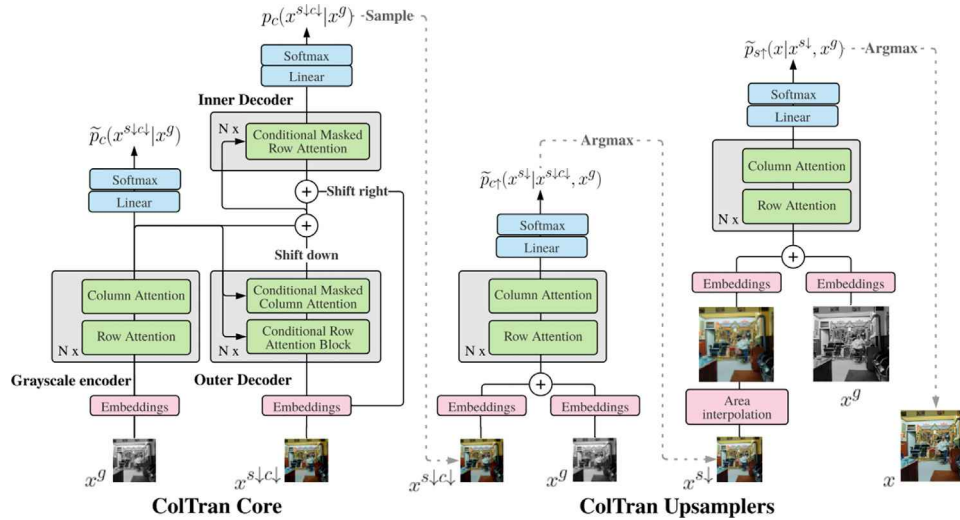 p_c(x^{s↓c↓}|x^g)
Sample
Softmax
Linear
Inner Decoder
N x
Conditional Masked
Row Attention
p̃_c(x^{s↓c↓}|x^g)
Softmax
Linear
Shift right
Shift down
Column Attention
Row Attention
N x
Grayscale encoder
Conditional Masked
Column Attention
Conditional Row
Attention Block
N x
Outer Decoder
Embeddings
Embeddings
x^g
x^{s↓c↓}
ColTran Core
Argmax
p̃_{c↑}(x^{s↓}|x^{s↓c↓}, x^g)
Softmax
Linear
Column Attention
Row Attention
N x
Embeddings
Embeddings
x^{s↓c↓}
x^g
p̃_{s↑}(x|x^{s↓}, x^g)
Argmax
Softmax
Linear
Column Attention
Row Attention
N x
Embeddings
Embeddings
x^g
Area
interpolation
x^{s↓}
x
ColTran Upsamplers